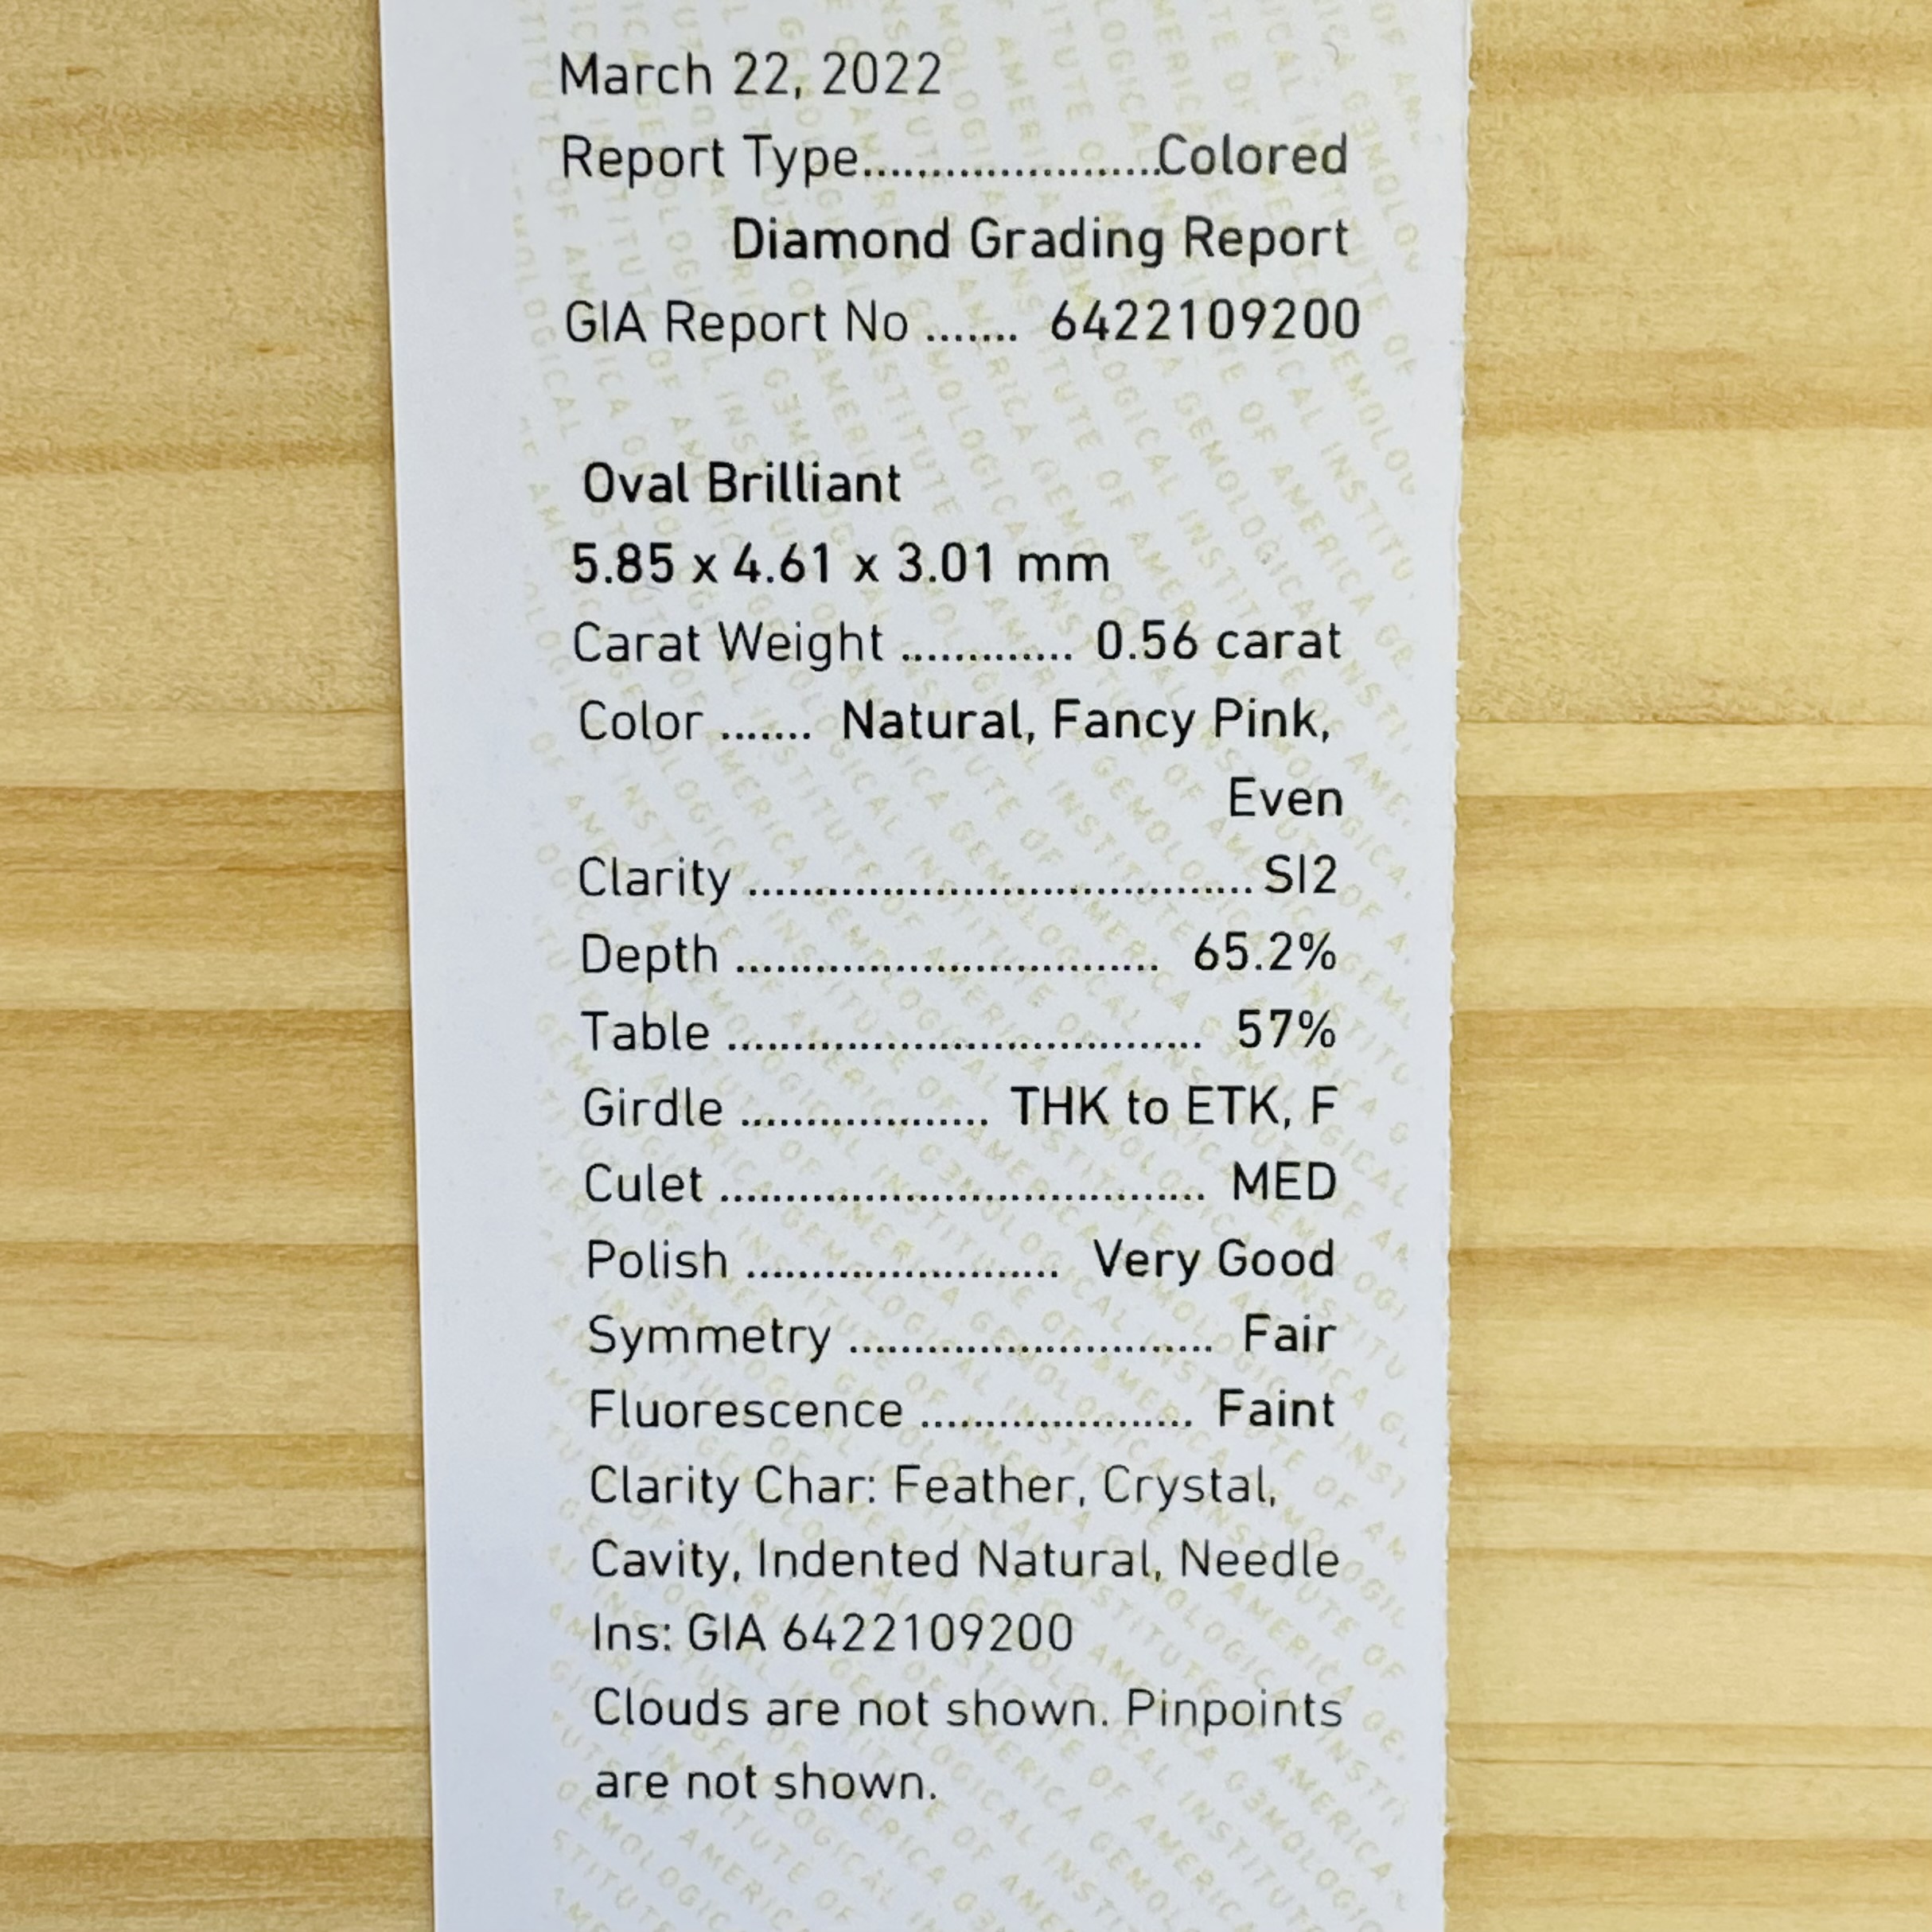 March 22, 2022
Report Type.......................Colored
Diamond Grading Report
GIA Report No ....... 6422109200
Oval Brilliant
5.85 x 4.61 x 3.01 mm
Carat Weight ............. 0.56 carat
Color ....... Natural, Fancy Pink,
Even
Clarity ...................................... SI2
Depth ................................ 65.2%
Table .................................... 57%
Girdle ................... THK to ETK, F
Culet ..................................... MED
Polish ........................ Very Good
Symmetry ............................ Fair
Fluorescence ..................... Faint
Clarity Char: Feather, Crystal,
Cavity, Indented Natural, Needle
Ins: GIA 6422109200
Clouds are not shown. Pinpoints
are not shown.